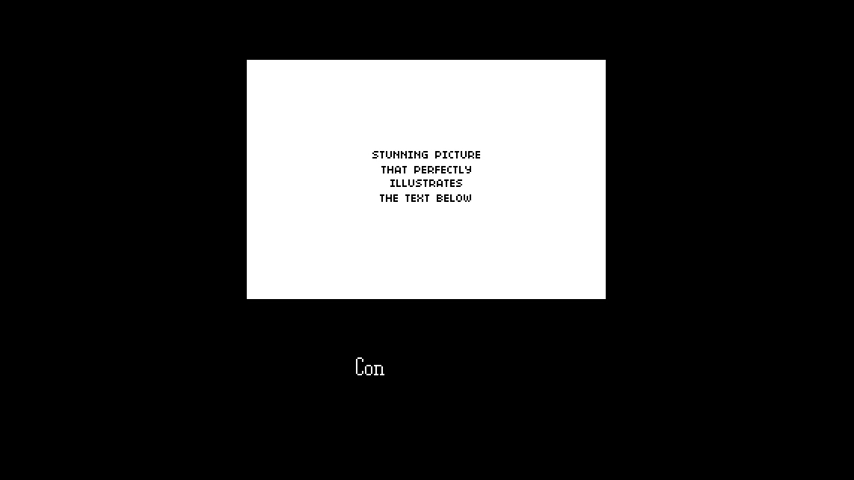 STUNNING PICTURE
THAT PERFECTLY
ILLUSTRATES
THE TEXT BELOW
Con